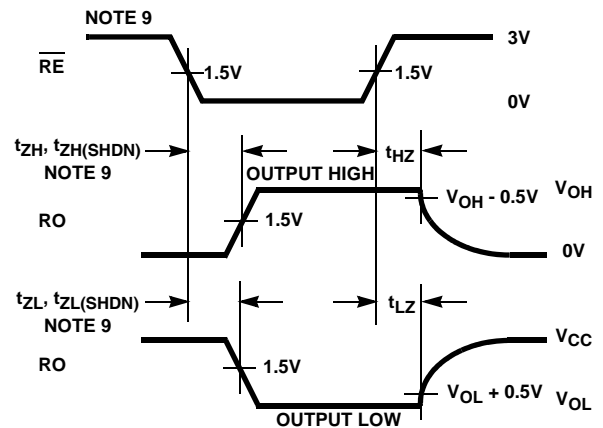 NOTE 9
3V
RE
1.5V
1.5V
0V
tZH, tZH(SHDN)
tHZ
NOTE 9
OUTPUT HIGH
VOH - 0.5V
VOH
RO
1.5V
0V
tZL, tZL(SHDN)
tLZ
NOTE 9
VCC
RO
1.5V
VOL + 0.5V
VOL
OUTPUT LOW